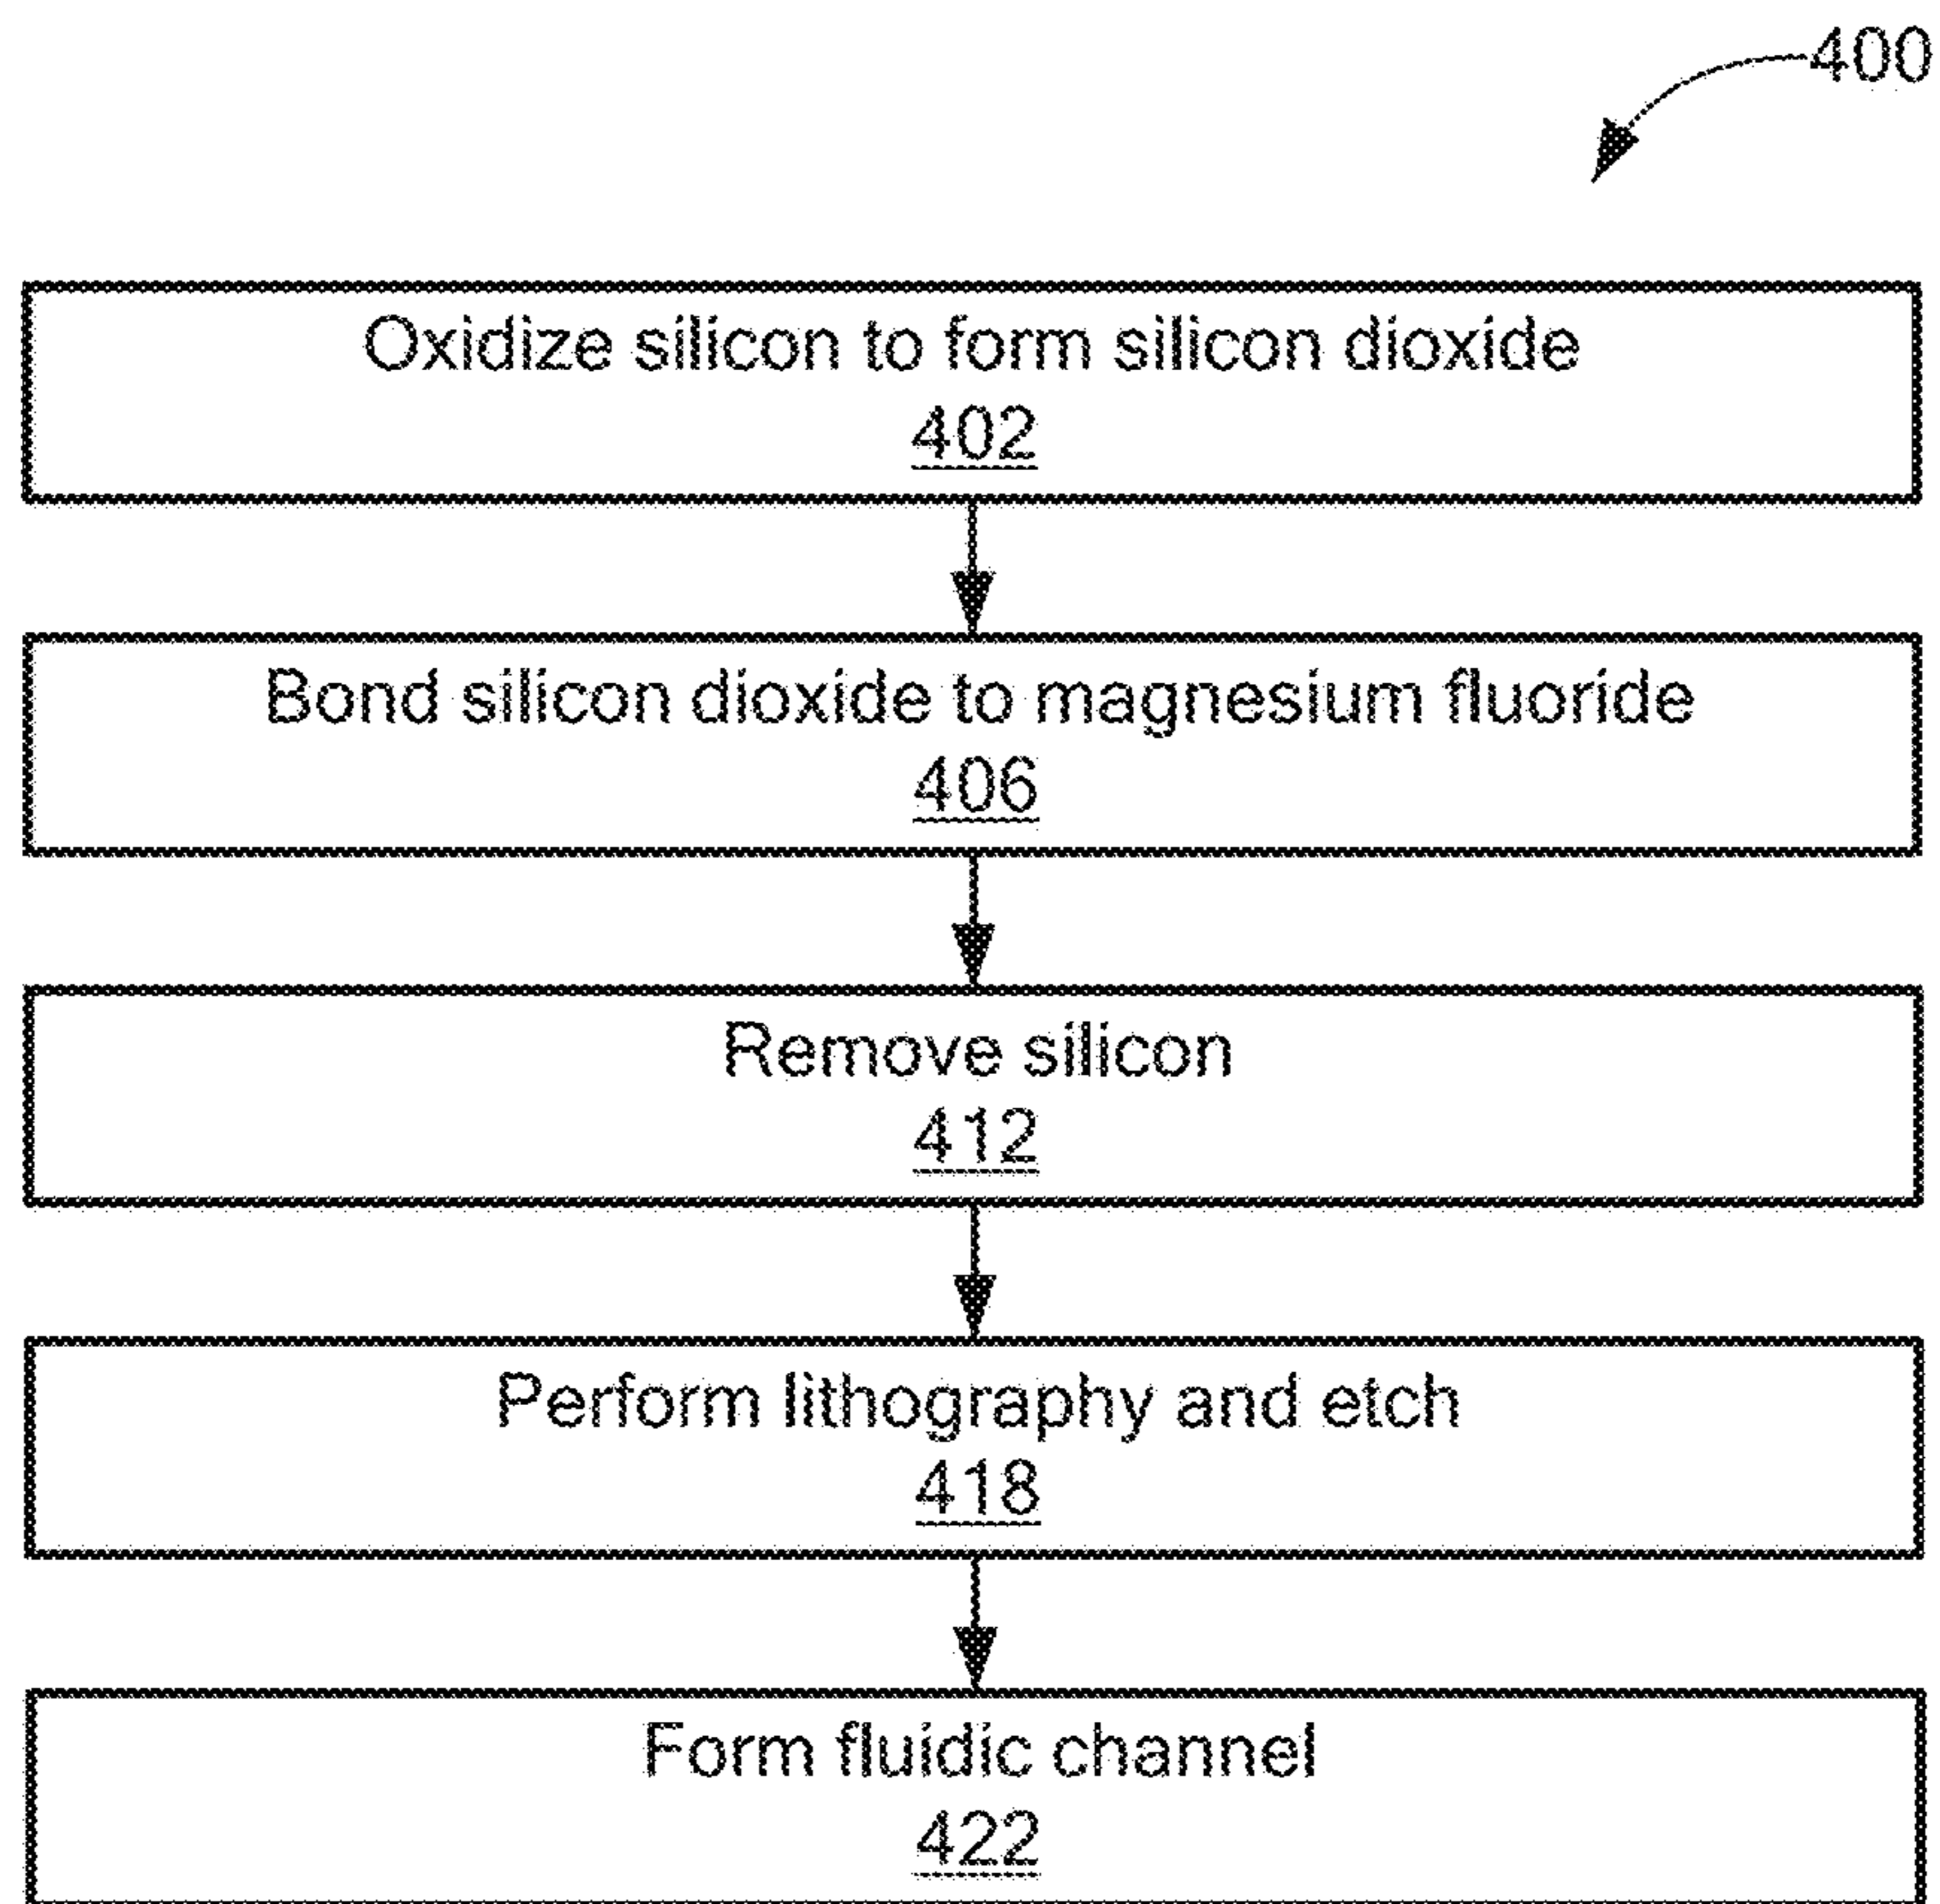 400
Oxidize silicon to form silicon dioxide
402
Bond silicon dioxide to magnesium fluoride
406
Remove silicon
412
Perform lithography and etch
418
Form fluidic channel
422